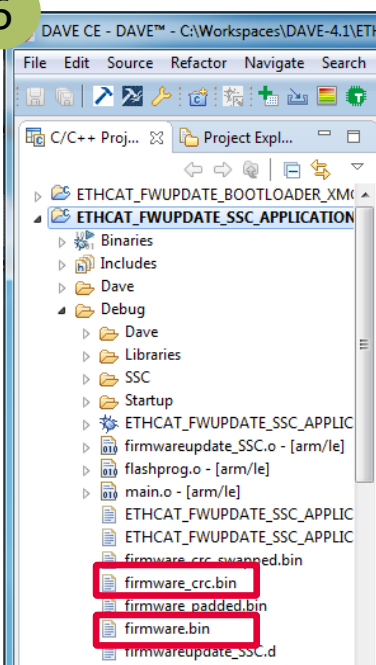 5
DAVE CE - DAVE™ - C:\Workspaces\DAVE-4.1\ETH
File Edit Source Refactor Navigate Search
C/C++ Proj... Project Expl...
ETHCAT_FWUPDATE_BOOTLOADER_XMC
ETHCAT_FWUPDATE_SSC_APPLICATION
Binaries
Includes
Dave
Debug
Dave
Libraries
SSC
Startup
ETHCAT_FWUPDATE_SSC_APPLIC
firmwareupdate_SSC.o - [arm/le]
flashprog.o - [arm/le]
main.o - [arm/le]
ETHCAT_FWUPDATE_SSC_APPLIC
ETHCAT_FWUPDATE_SSC_APPLIC
firmware_crc_swapped.bin
firmware_crc.bin
firmware_padded.bin
firmware.bin
firmwareupdate_SSC.d